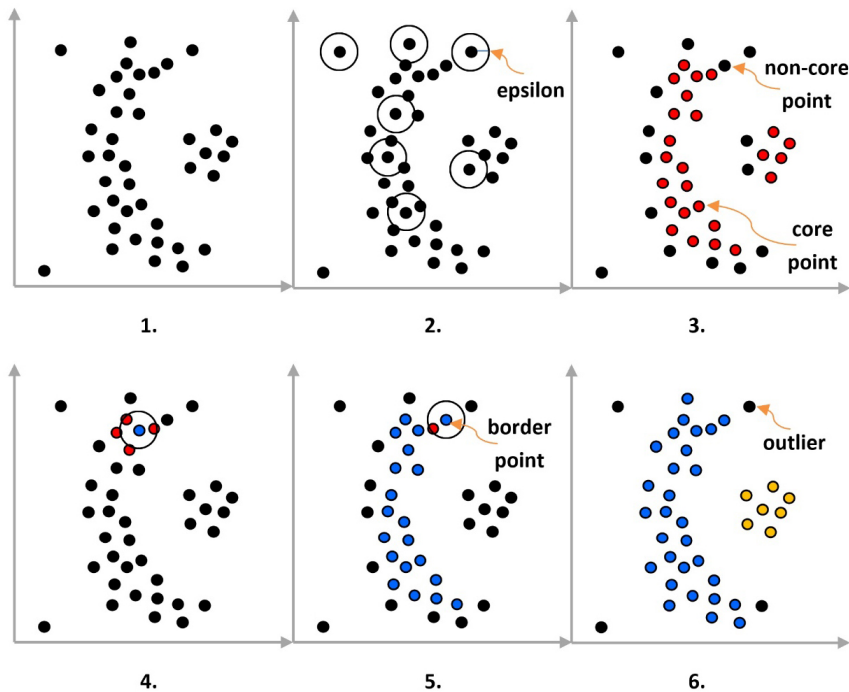 epsilon
non-core
point
core
point
1.
2.
3.
border
point
outlier
4.
5.
6.